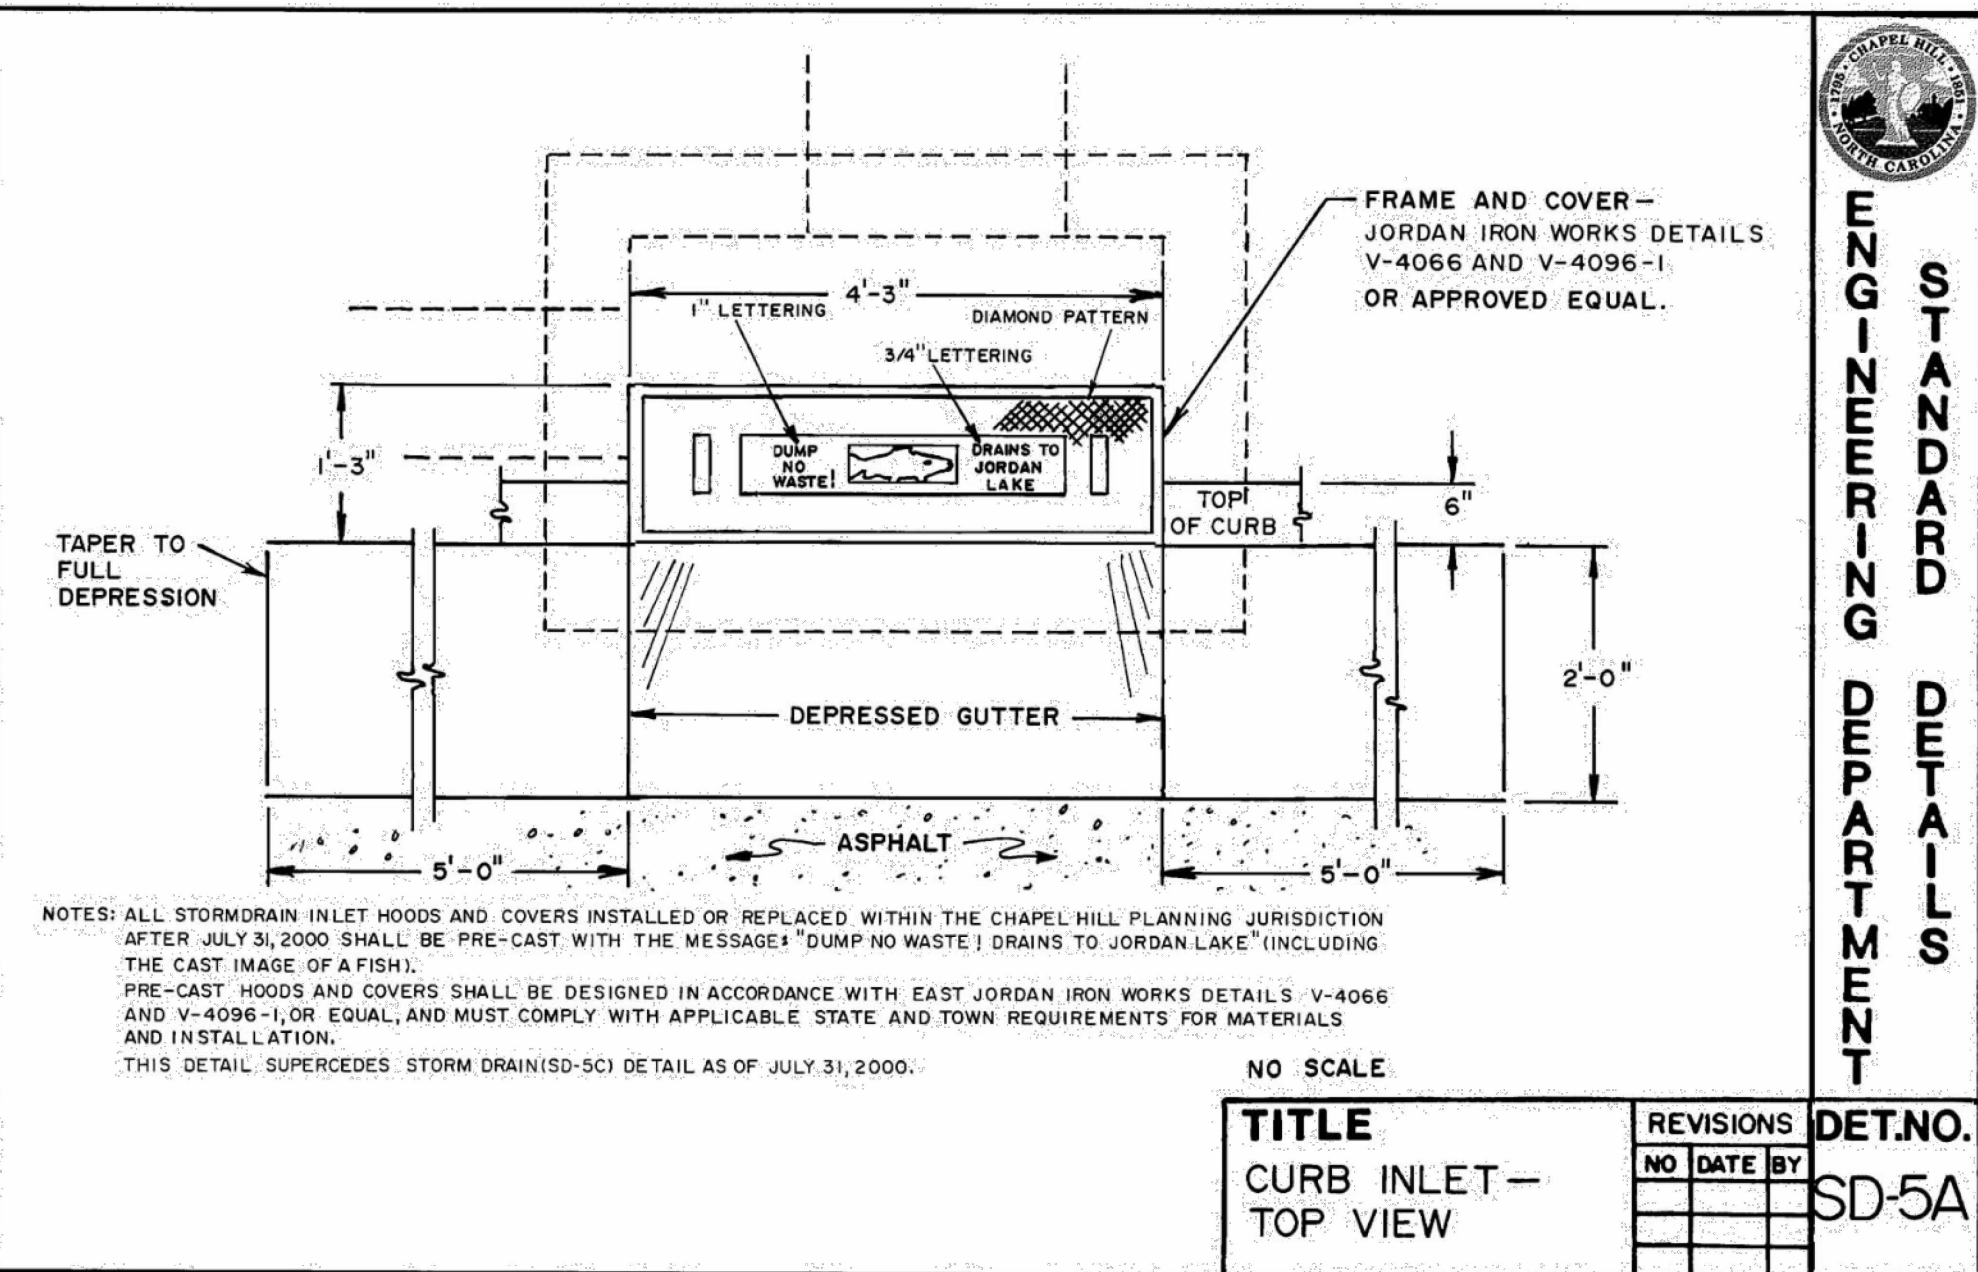 CHAPEL HILL
1795
1851
NORTH CAROLINA
ENGINEERING DEPARTMENT
STANDARD DETAILS
FRAME AND COVER-
JORDAN IRON WORKS DETAILS
V-4066 AND V-4096-1
OR APPROVED EQUAL.
4'-3"
1" LETTERING
DIAMOND PATTERN
3/4" LETTERING
1'-3"
DUMP
NO
WASTE!
DRAINS TO
JORDAN
LAKE
TOP
OF CURB
6"
TAPER TO
FULL
DEPRESSION
2'-0"
DEPRESSED GUTTER
ASPHALT
5'-0"
5'-0"
NOTES: ALL STORMDRAIN INLET HOODS AND COVERS INSTALLED OR REPLACED WITHIN THE CHAPEL HILL PLANNING JURISDICTION
AFTER JULY 31, 2000 SHALL BE PRE-CAST WITH THE MESSAGE: "DUMP NO WASTE! DRAINS TO JORDAN LAKE" (INCLUDING
THE CAST IMAGE OF A FISH).
PRE-CAST HOODS AND COVERS SHALL BE DESIGNED IN ACCORDANCE WITH EAST JORDAN IRON WORKS DETAILS V-4066
AND V-4096-1, OR EQUAL, AND MUST COMPLY WITH APPLICABLE STATE AND TOWN REQUIREMENTS FOR MATERIALS
AND INSTALLATION.
THIS DETAIL SUPERCEDES STORM DRAIN (SD-5C) DETAIL AS OF JULY 31, 2000.
NO SCALE
TITLE
CURB INLET-
TOP VIEW
REVISIONS
NO DATE BY
DET.NO.
SD-5A